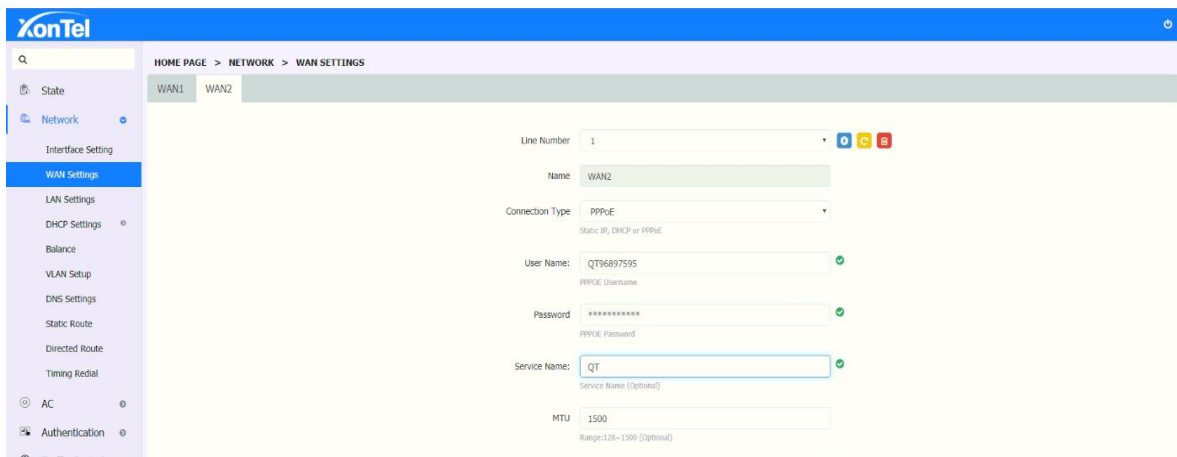 XonTel
HOME PAGE > NETWORK > WAN SETTINGS
State
WAN1 WAN2
Network
Intertface Setting
WAN Settings
LAN Settings
DHCP Settings
Balance
VLAN Setup
DNS Settings
Static Route
Directed Route
Timing Redial
AC
Authentication
Line Number 1
Name WAN2
Connection Type PPPoE
Static IP, DHCP or PPPoE
User Name: QT96897595
PPPOE Username
Password ***********
PPPOE Password
Service Name: QT
Service Name (Optional)
MTU 1500
Range:128~1500 (Optional)